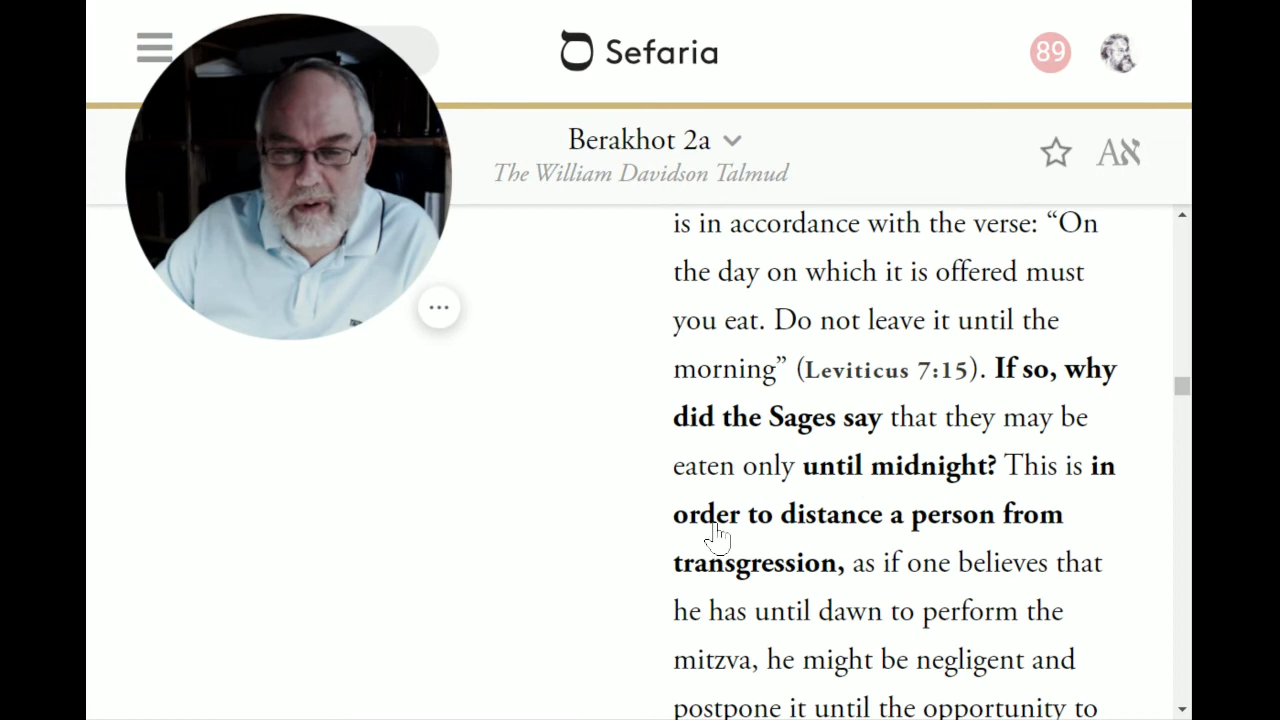 ס Sefaria
89
Berakhot 2a
The William Davidson Talmud
Aא
is in accordance with the verse: “On
the day on which it is offered must
you eat. Do not leave it until the
morning” (Leviticus 7:15). If so, why
did the Sages say that they may be
eaten only until midnight? This is in
order to distance a person from
transgression, as if one believes that
he has until dawn to perform the
mitzva, he might be negligent and
postpone it until the opportunity to